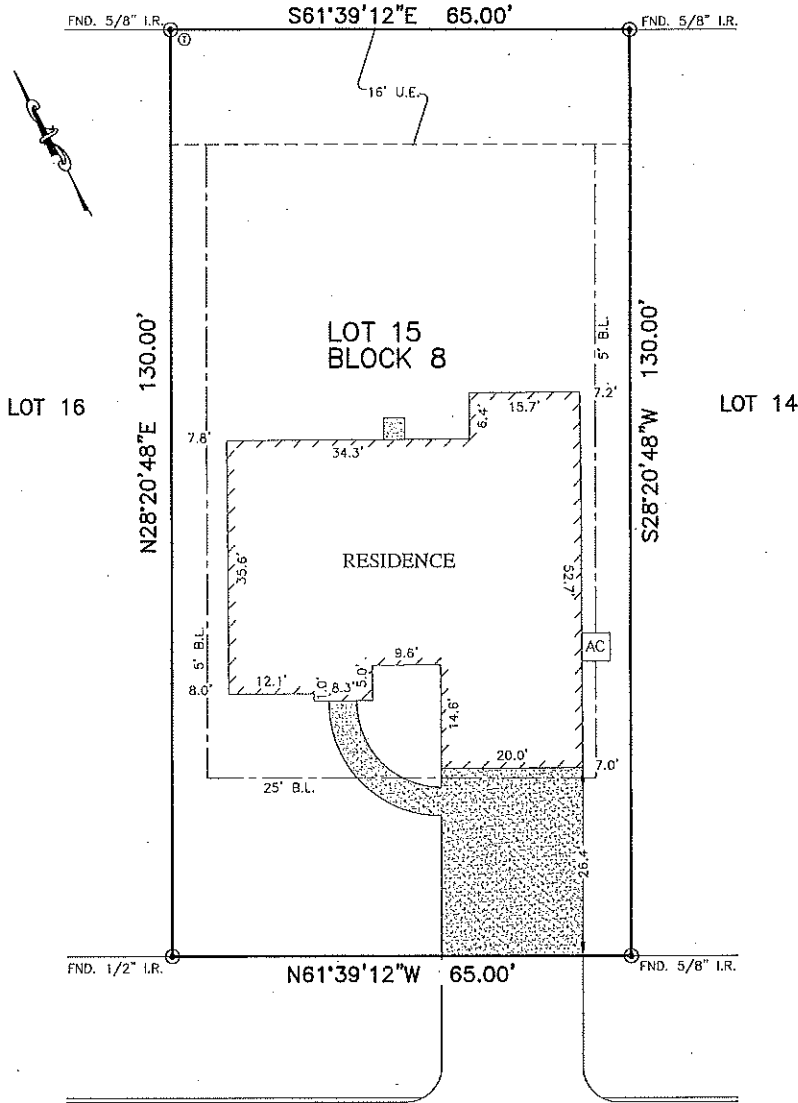 S61°39'12"E 65.00'
FND. 5/8" I.R.
FND. 5/8" I.R.
T
16' U.E.
N28°20'48"E 130.00'
S28°20'48"W 130.00'
LOT 15
BLOCK 8
5' B.L.
LOT 16
LOT 14
7.2'
15.7'
6.4'
7.8'
34.3'
35.6'
RESIDENCE
52.7'
AC
5' B.L.
9.6'
8.0'
12.1'
1.0'
8.3'
5.0'
14.6'
20.0'
7.0'
25' B.L.
26.4'
FND. 1/2" I.R.
N61°39'12"W 65.00'
FND. 5/8" I.R.